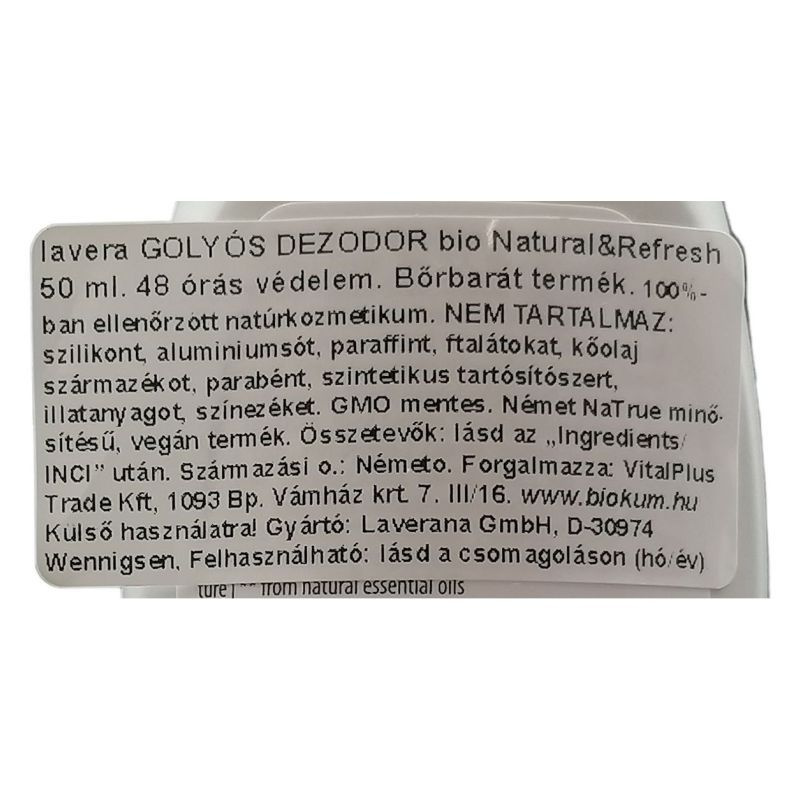 lavera GOLYÓS DEZODOR bio Natural&Refresh
50 ml. 48 órás védelem. Bőrbarát termék. 100%-
ban ellenőrzött natúrkozmetikum. NEM TARTALMAZ:
szilikont, aluminiumsót, paraffint, ftalátokat, kőolaj
származékot, parabént, szintetikus tartósítószert,
illatanyagot, színezéket. GMO mentes. Német NaTrue minő-
sítésű, vegán termék. Összetevők: lásd az „Ingredients/
INCI” után. Származási o.: Németo. Forgalmazza: VitalPlus
Trade Kft, 1093 Bp. Vámház krt. 7. III/16. www.biokum.hu
Külső használatra! Gyártó: Laverana GmbH, D-30974
Wennigsen, Felhasználható: lásd a csomagoláson (hó/év)
ture | ** from natural essential oils